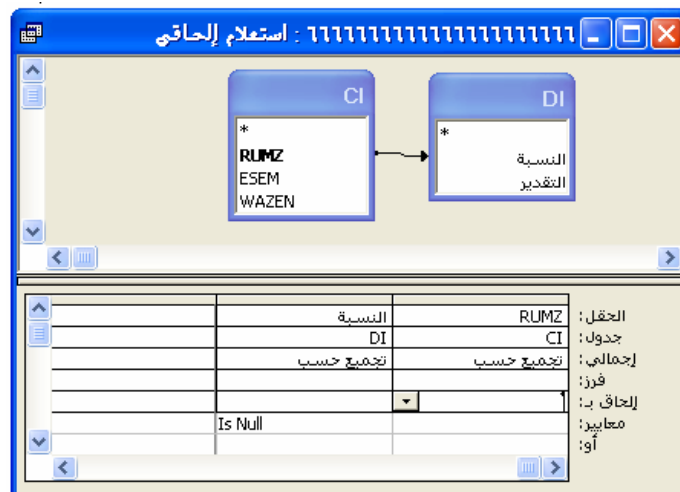 ٦٦٦٦٦٦٦٦٦٦٦٦٦٦٦٦٦٦٦٦٦٦٦ : استعلام إلحاقي
CI
*
RUMZ
ESEM
WAZEN
DI
*
النسبة
التقدير
الحقل: RUMZ النسبة
جدول: CI DI
إجمالي: تجميع حسب تجميع حسب
فرز:
إلحاق بـ:
معايير: Is Null
أو: